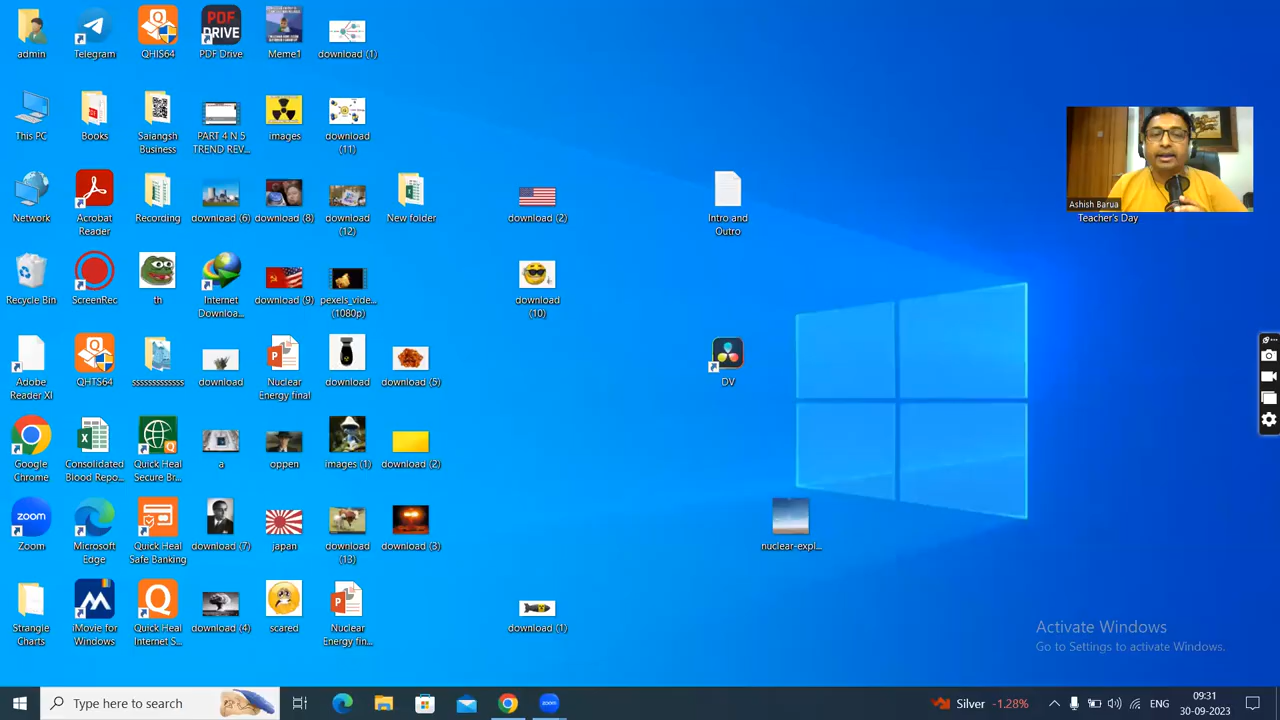 admin
Telegram
QHIS64
PDF
DRIVE
PDF Drive
Meme1
download (1)
This PC
Books
Saiangsh
Business
PART 4 N 5
TREND REV...
images
download
(11)
Network
Acrobat
Reader
Recording
download (6)
download (8)
download
(12)
New folder
download (2)
Intro and
Outro
Ashish Barua
Teacher's Day
Recycle Bin
ScreenRec
th
Internet
Downloa...
download (9)
pexels_vide...
(1080p)
download
(10)
Adobe
Reader XI
QHTS64
sssssssssssss
download
Nuclear
Energy final
download
download (5)
DV
Google
Chrome
Consolidated
Blood Repo...
Quick Heal
Secure Br...
a
oppen
images (1)
download (2)
zoom
Zoom
Microsoft
Edge
Quick Heal
Safe Banking
download (7)
japan
download
(13)
download (3)
nuclear-expl...
Strangle
Charts
iMovie for
Windows
Quick Heal
Internet S...
download (4)
scared
Nuclear
Energy fin...
download (1)
Activate Windows
Go to Settings to activate Windows.
Type here to search
zoom
Silver -1.28%
ENG
09:31
30-09-2023